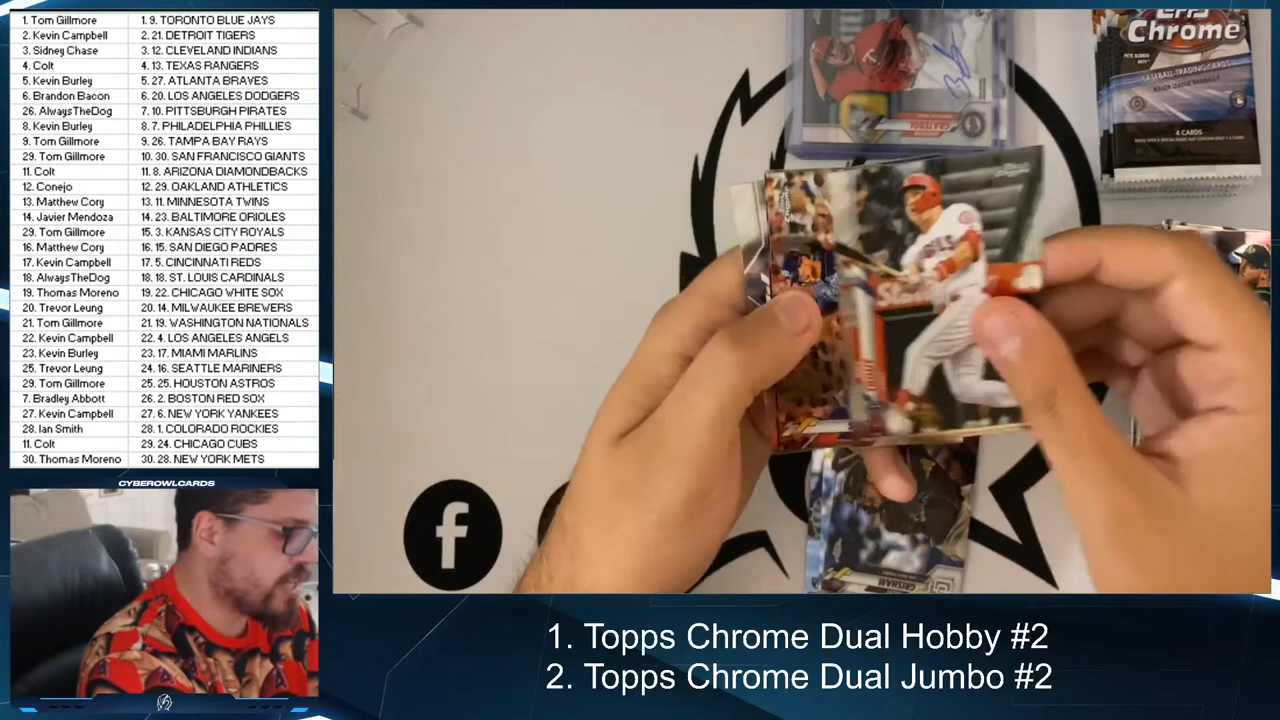 1. Tom Gillmore 1. 9. TORONTO BLUE JAYS
2. Kevin Campbell 2. 21. DETROIT TIGERS
3. Sidney Chase 3. 12. CLEVELAND INDIANS
4. Colt 4. 13. TEXAS RANGERS
5. Kevin Burley 5. 27. ATLANTA BRAVES
6. Brandon Bacon 6. 20. LOS ANGELES DODGERS
26. AlwaysTheDog 7. 10. PITTSBURGH PIRATES
8. Kevin Burley 8. 7. PHILADELPHIA PHILLIES
9. Tom Gillmore 9. 26. TAMPA BAY RAYS
29. Tom Gillmore 10. 30. SAN FRANCISCO GIANTS
11. Colt 11. 8. ARIZONA DIAMONDBACKS
12. Conejo 12. 29. OAKLAND ATHLETICS
13. Matthew Cory 13. 11. MINNESOTA TWINS
14. Javier Mendoza 14. 23. BALTIMORE ORIOLES
29. Tom Gillmore 15. 3. KANSAS CITY ROYALS
16. Matthew Cory 16. 15. SAN DIEGO PADRES
17. Kevin Campbell 17. 5. CINCINNATI REDS
18. AlwaysTheDog 18. 18. ST. LOUIS CARDINALS
19. Thomas Moreno 19. 22. CHICAGO WHITE SOX
20. Trevor Leung 20. 14. MILWAUKEE BREWERS
21. Tom Gillmore 21. 19. WASHINGTON NATIONALS
22. Kevin Campbell 22. 4. LOS ANGELES ANGELS
23. Kevin Burley 23. 17. MIAMI MARLINS
25. Trevor Leung 24. 16. SEATTLE MARINERS
29. Tom Gillmore 25. 25. HOUSTON ASTROS
7. Bradley Abbott 26. 2. BOSTON RED SOX
27. Kevin Campbell 27. 6. NEW YORK YANKEES
28. Ian Smith 28. 1. COLORADO ROCKIES
11. Colt 29. 24. CHICAGO CUBS
30. Thomas Moreno 30. 28. NEW YORK METS
CYBEROWLCARDS
Chrome
PETE ALONSO
METS
BASEBALL TRADING CARDS
4 CARDS
GRATEROL
GRISHAM
f
1. Topps Chrome Dual Hobby #2
2. Topps Chrome Dual Jumbo #2